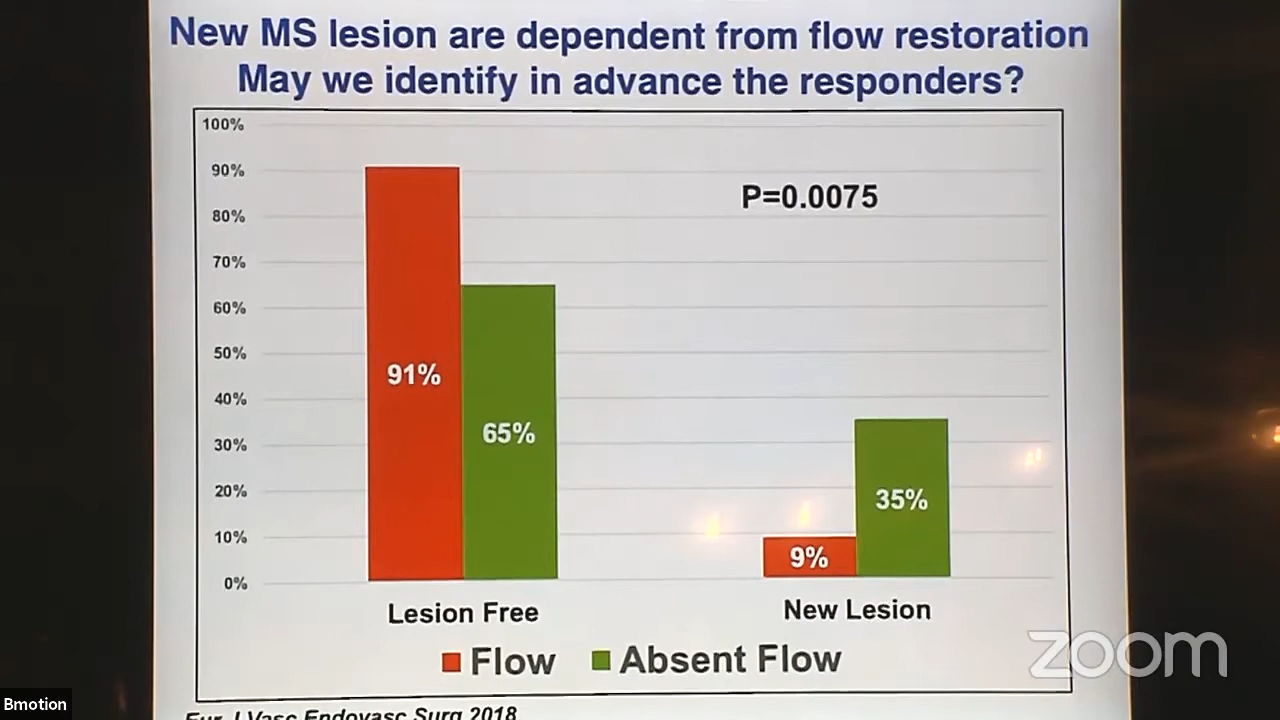 New MS lesion are dependent from flow restoration
May we identify in advance the responders?
100%
90%
80%
70%
60%
50%
40%
30%
20%
10%
0%
P=0.0075
91%
65%
9%
35%
Lesion Free
New Lesion
Flow
Absent Flow
zoom
Eur J Vasc Endovasc Surg 2018
Bmotion